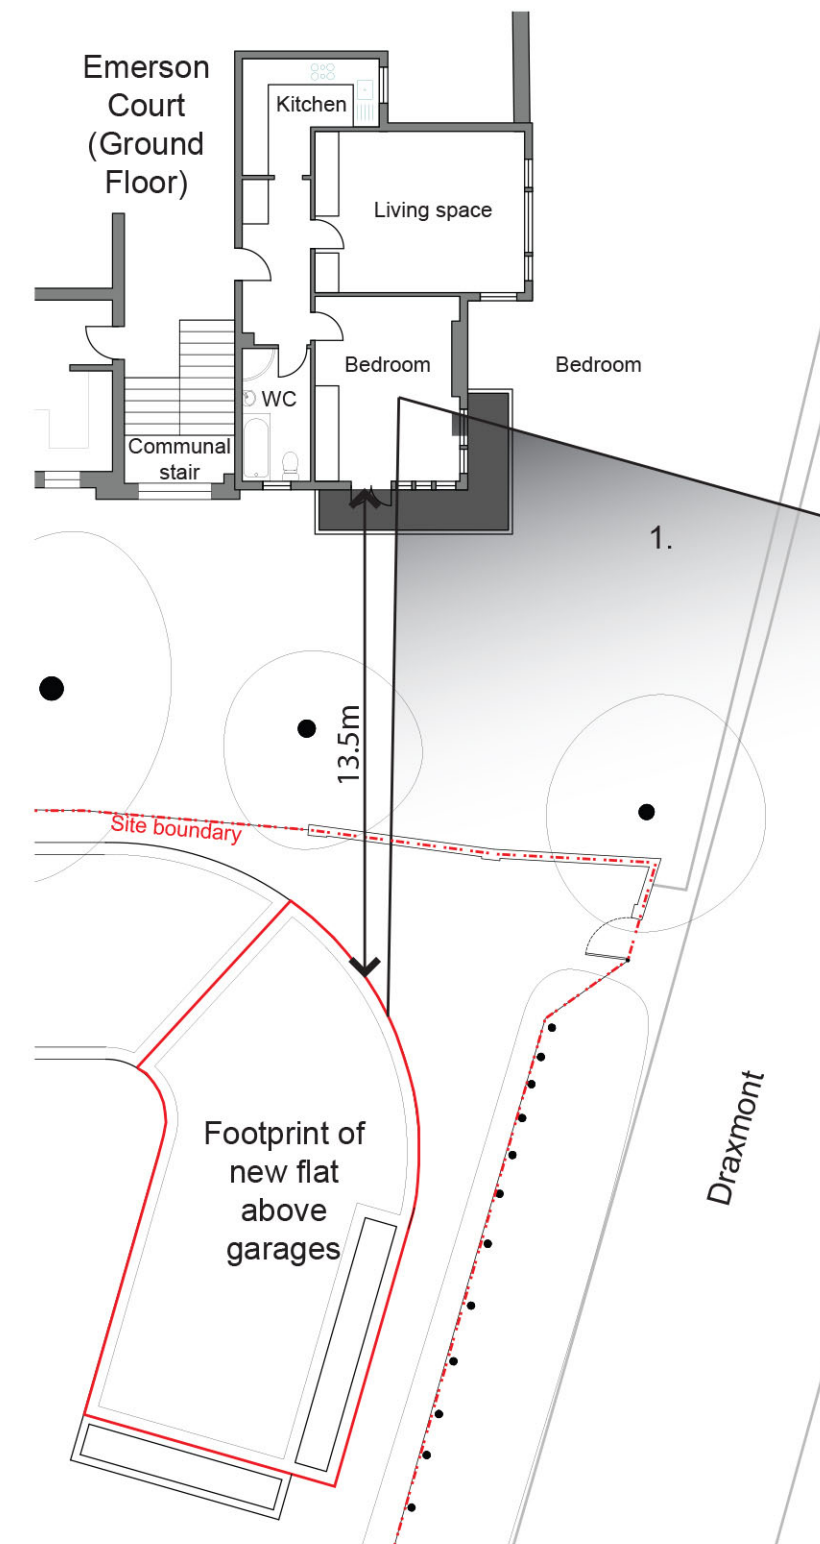 Emerson
Court
(Ground
Floor)
Kitchen
Living space
Bedroom
Bedroom
WC
Communal
stair
1.
13.5m
Site boundary
Footprint of
new flat
above
garages
Draxmont